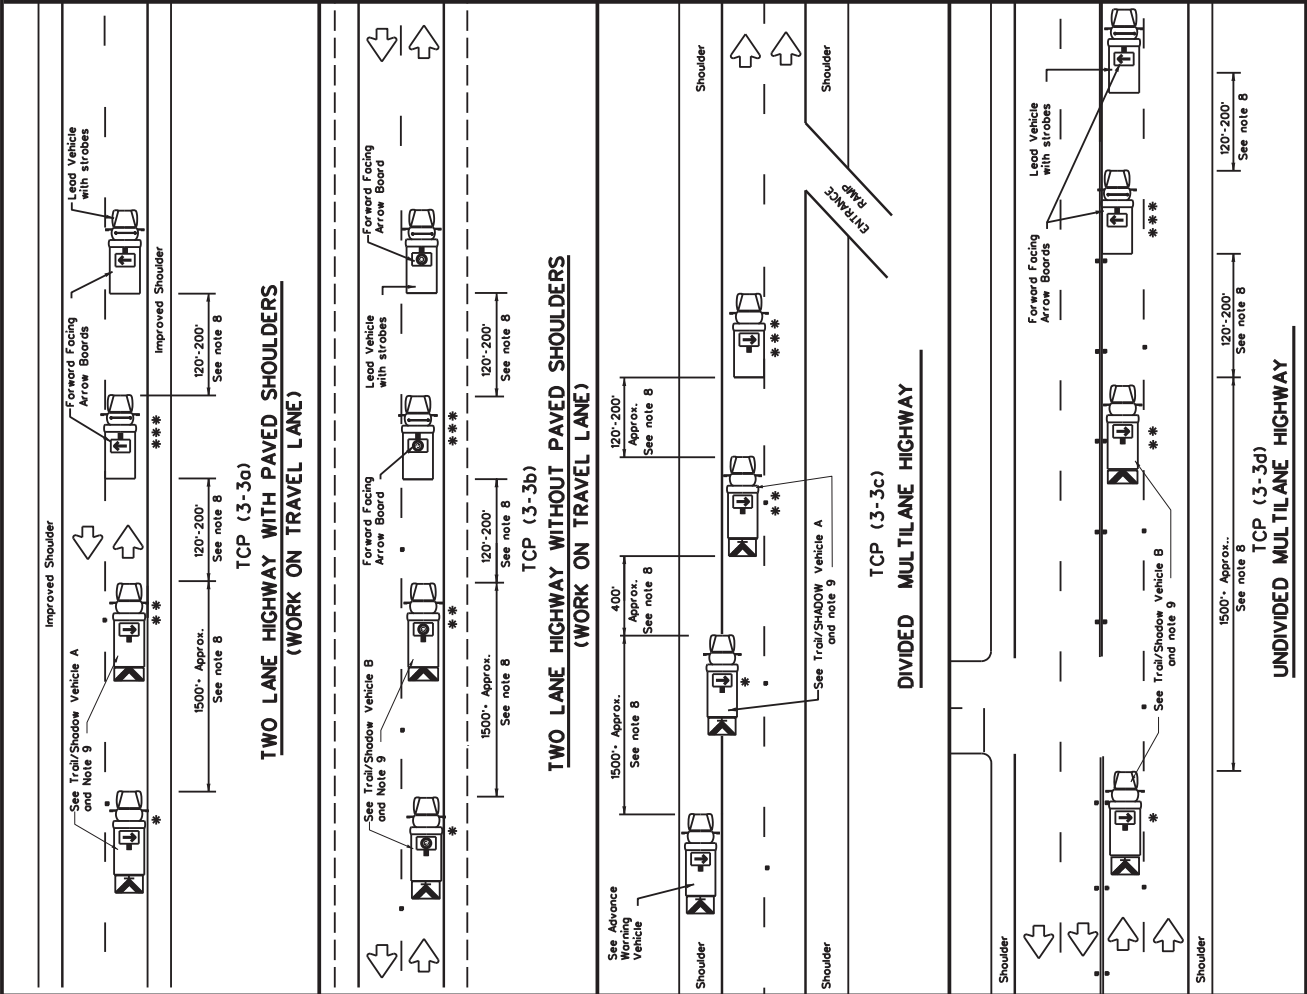 Lead Vehicle
with strobes
Forward Facing
Arrow Boards
Improved Shoulder
Improved Shoulder
See Trail/Shadow Vehicle A
and Note 9
*
**
***
120'-200'
See note 8
120'-200'
See note 8
1500'+ Approx.
See note 8
TCP (3-3a)
TWO LANE HIGHWAY WITH PAVED SHOULDERS
(WORK ON TRAVEL LANE)
Forward Facing
Arrow Board
Lead Vehicle
with strobes
Forward Facing
Arrow Board
See Trail/Shadow Vehicle B
and Note 9
*
**
***
120'-200'
See note 8
120'-200'
See note 8
1500'+ Approx.
See note 8
TCP (3-3b)
TWO LANE HIGHWAY WITHOUT PAVED SHOULDERS
(WORK ON TRAVEL LANE)
Shoulder
Shoulder
ENTRANCE
RAMP
120'-200'
Approx.
See note 8
400'
Approx.
See note 8
1500'+ Approx.
See note 8
See Advance
Warning
Vehicle
Shoulder
Shoulder
***
**
*
See Trail/SHADOW Vehicle A
and note 9
TCP (3-3c)
DIVIDED MULTILANE HIGHWAY
Lead Vehicle
with strobes
Forward Facing
Arrow Boards
***
**
*
120'-200'
See note 8
120'-200'
See note 8
1500'+ Approx..
See note 8
See Trail/Shadow Vehicle B
and note 9
Shoulder
Shoulder
TCP (3-3d)
UNDIVIDED MULTILANE HIGHWAY